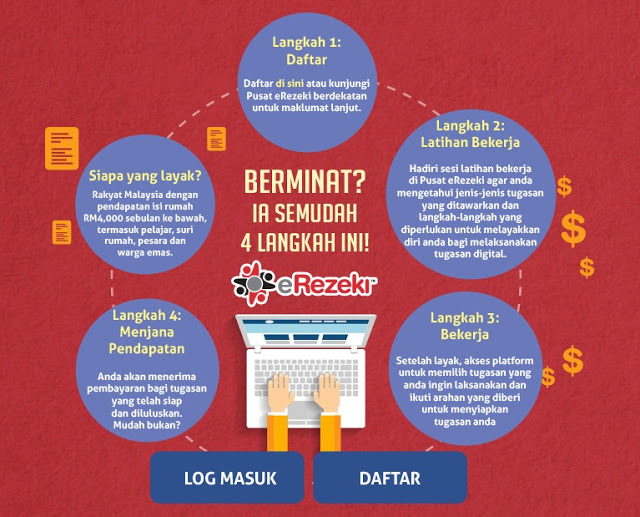 Langkah 1:
Daftar
Daftar di sini atau kunjungi
Pusat eRezeki berdekatan
untuk maklumat lanjut.
Langkah 2:
Latihan Bekerja
Hadiri sesi latihan bekerja
di Pusat eRezeki agar anda
mengetahui jenis-jenis tugasan
yang ditawarkan dan
langkah-langkah yang
diperlukan untuk melayakkan
diri anda bagi melaksanakan
tugasan digital.
Siapa yang layak?
Rakyat Malaysia dengan
pendapatan isi rumah
RM4,000 sebulan ke bawah,
termasuk pelajar, suri
rumah, pesara dan
warga emas.
BERMINAT?
IA SEMUDAH
4 LANGKAH INI!
eRezeki™
Langkah 3:
Bekerja
Setelah layak, akses platform
untuk memilih tugasan yang
anda ingin laksanakan dan
ikuti arahan yang diberi
untuk menyiapkan
tugasan anda
Langkah 4:
Menjana
Pendapatan
Anda akan menerima
pembayaran bagi tugasan
yang telah siap
dan diluluskan.
Mudah bukan?
LOG MASUK
DAFTAR